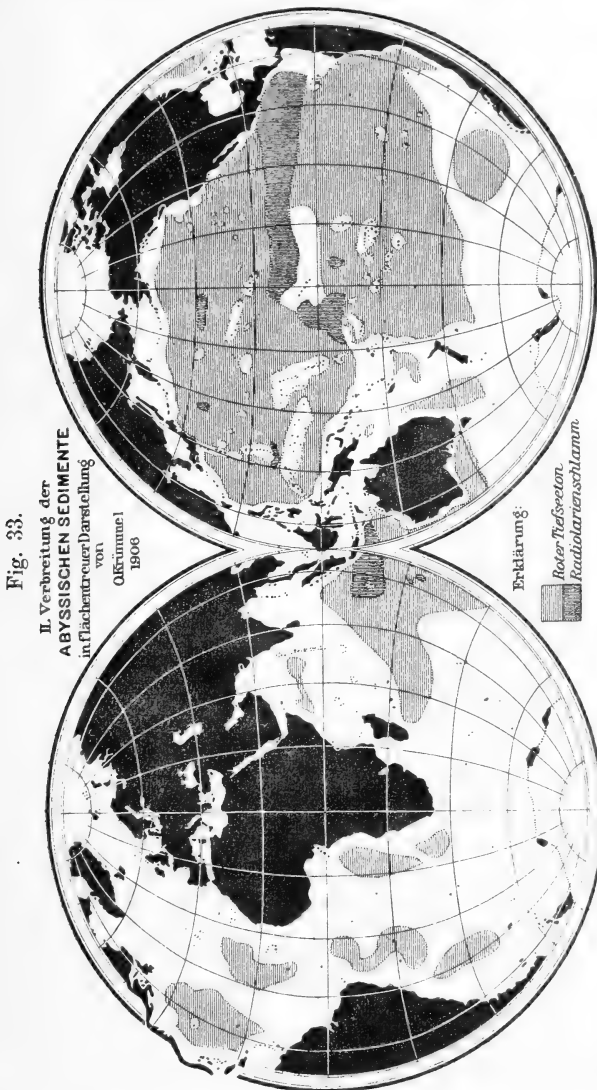 Fig. 33.
II. Verbreitung der
ABYSSISCHEN SEDIMENTE
in flächentreuer Darstellung
von
O.Krümmel
1906
Erklärung:
Roter Tiefseeton
Radiolarienschlamm